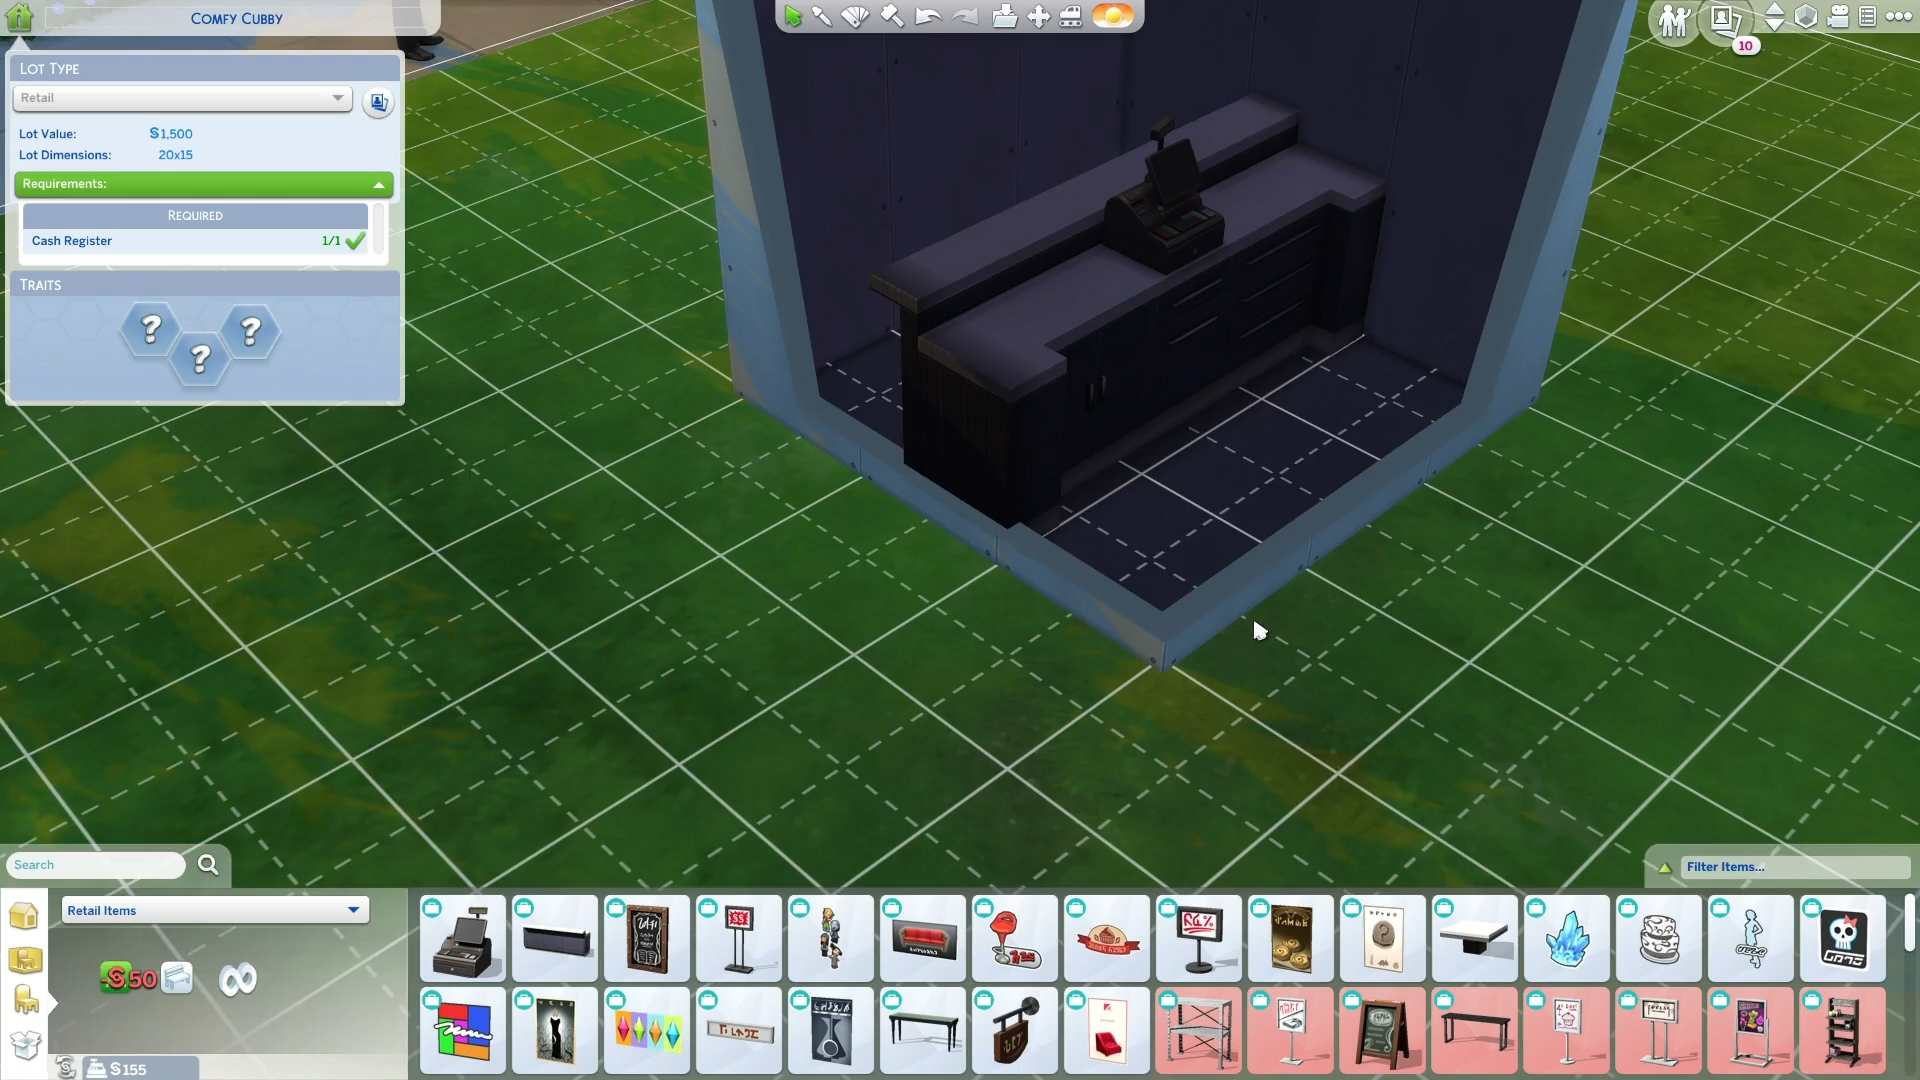 Comfy Cubby
10
Lot Type
Retail
Lot Value: §1,500
Lot Dimensions: 20x15
Requirements:
Required
Cash Register 1/1
Traits
? ? ?
Search
Filter Items...
Retail Items
-§50
§155